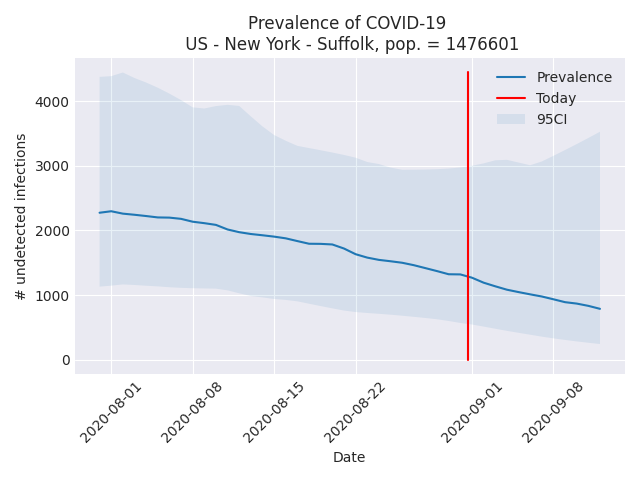 Prevalence of COVID-19
US - New York - Suffolk, pop. = 1476601
Prevalence
Today
95CI
# undetected infections
4000
3000
2000
1000
0
2020-08-01
2020-08-08
2020-08-15
2020-08-22
2020-09-01
2020-09-08
Date